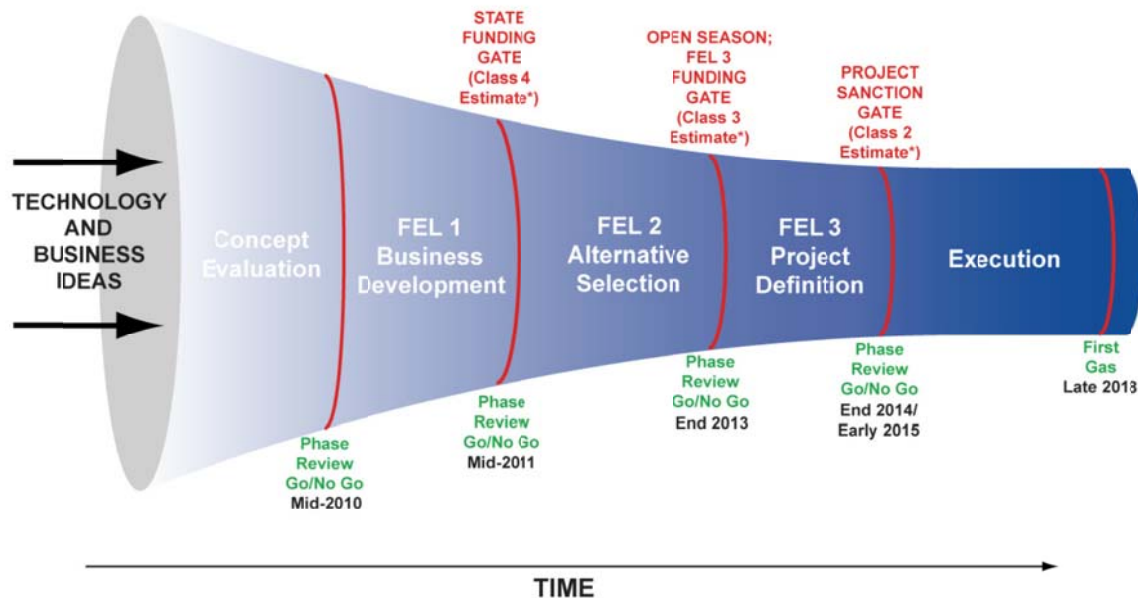 STATE
FUNDING
GATE
(Class 4
Estimate*)
OPEN SEASON;
FEL 3
FUNDING
GATE
(Class 3
Estimate*)
PROJECT
SANCTION
GATE
(Class 2
Estimate*)
TECHNOLOGY
AND
BUSINESS
IDEAS
Concept
Evaluation
FEL 1
Business
Development
FEL 2
Alternative
Selection
FEL 3
Project
Definition
Execution
Phase
Review
Go/No Go
Mid-2010
Phase
Review
Go/No Go
Mid-2011
Phase
Review
Go/No Go
End 2013
Phase
Review
Go/No Go
End 2014/
Early 2015
First
Gas
Late 2018
TIME